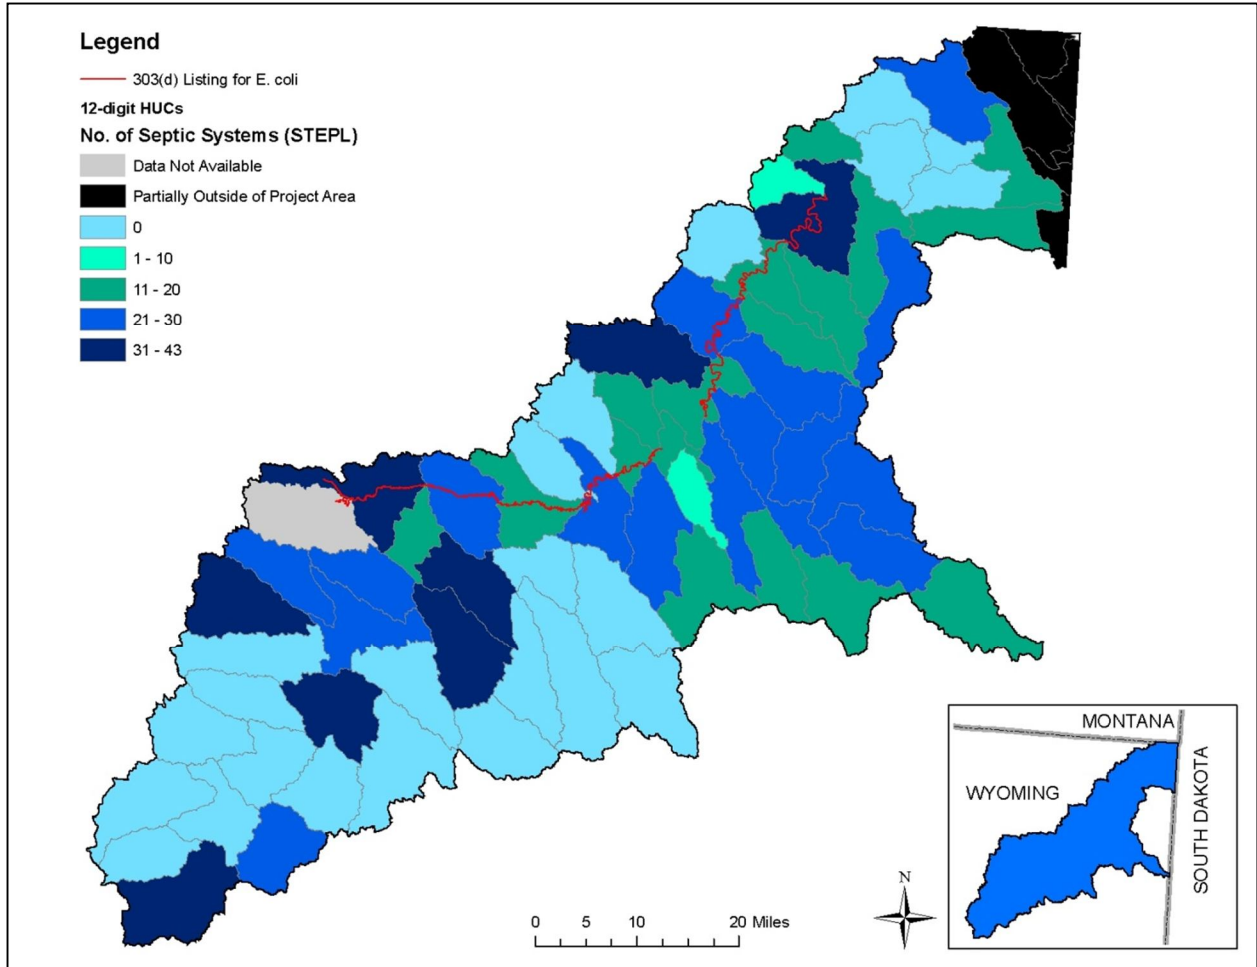 Legend
303(d) Listing for E. coli
12-digit HUCs
No. of Septic Systems (STEPL)
Data Not Available
Partially Outside of Project Area
0
1 - 10
11 - 20
21 - 30
31 - 43
MONTANA
WYOMING
SOUTH DAKOTA
N
0 5 10 20 Miles